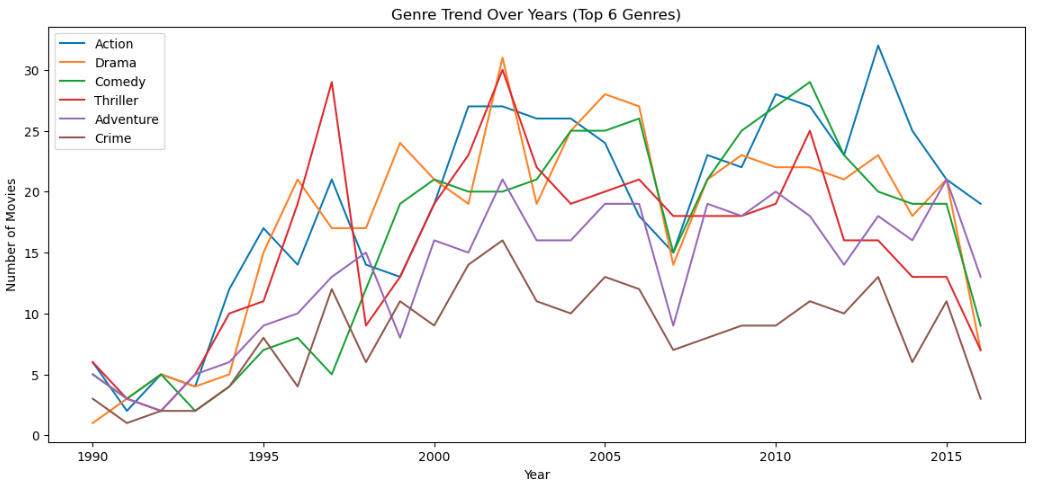 Genre Trend Over Years (Top 6 Genres)
Action
Drama
Comedy
Thriller
Adventure
Crime
Number of Movies
30
25
20
15
10
5
0
1990 1995 2000 2005 2010 2015
Year